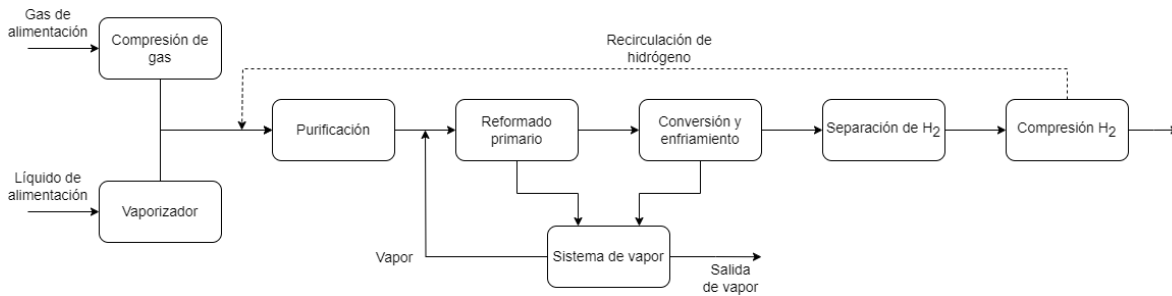 Gas de
alimentación
Compresión de
gas
Recirculación de
hidrógeno
Purificación
Reformado
primario
Conversión y
enfriamiento
Separación de H₂
Compresión H₂
Líquido de
alimentación
Vaporizador
Vapor
Sistema de vapor
Salida
de vapor